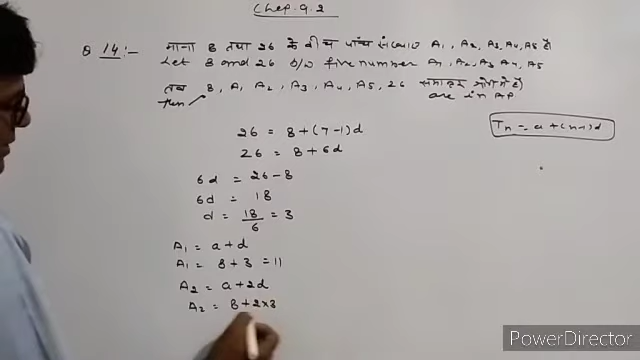 Chep. 9.2
Q 14:- माना 8 तथा 26 के बीच पांच संख्याएं A1, A2, A3, A4, A5 है
Let 8 and 26 b/w five number A1, A2, A3 A4, A5
तब 8, A1 A2, A3, A4, A5, 26 समान्तर श्रेणी में हैं
then are in A.P.
Tn = a + (n-1)d
26 = 8 + (7-1)d
26 = 8 + 6d
6d = 26 - 8
6d = 18
d = 18/6 = 3
A1 = a + d
A1 = 8 + 3 = 11
A2 = a + 2d
A2 = 8 + 2×3
Made With
PowerDirector